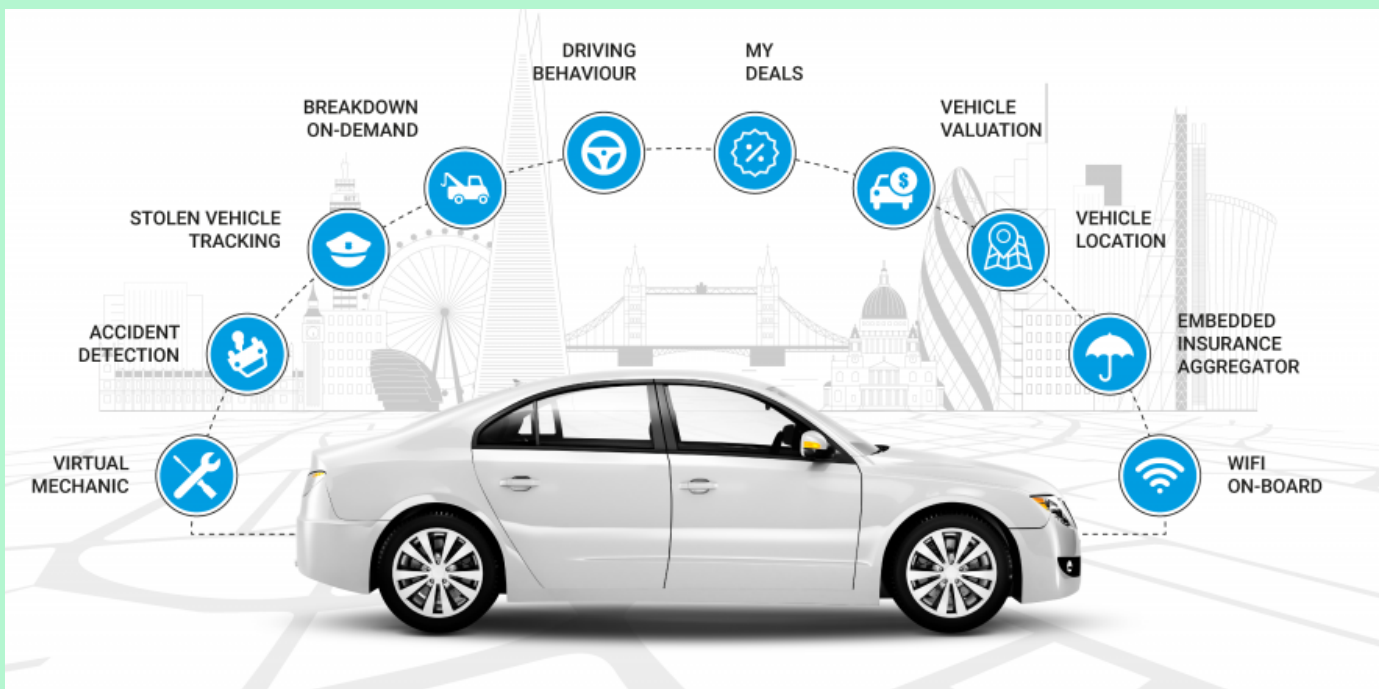 DRIVING
BEHAVIOUR
MY
DEALS
BREAKDOWN
ON-DEMAND
VEHICLE
VALUATION
STOLEN VEHICLE
TRACKING
VEHICLE
LOCATION
ACCIDENT
DETECTION
EMBEDDED
INSURANCE
AGGREGATOR
VIRTUAL
MECHANIC
WIFI
ON-BOARD